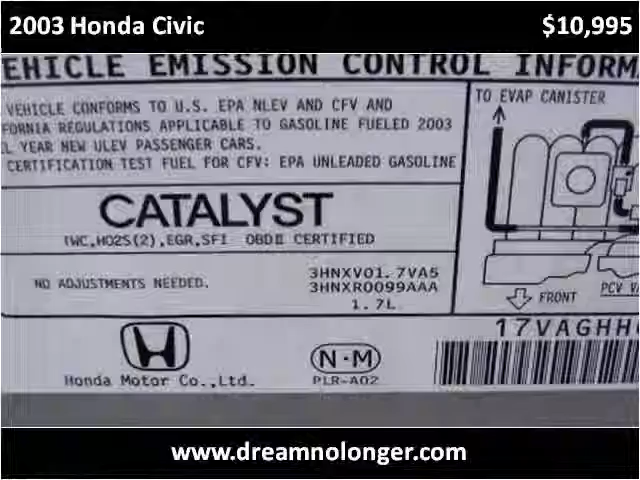 2003 Honda Civic
$10,995
EHICLE EMISSION CONTROL INFORM
VEHICLE CONFORMS TO U.S. EPA NLEV AND CFV AND
FORNIA REGULATIONS APPLICABLE TO GASOLINE FUELED 2003
L YEAR NEW ULEV PASSENGER CARS.
CERTIFICATION TEST FUEL FOR CFV: EPA UNLEADED GASOLINE
TO EVAP CANISTER
CATALYST
TWC,HO2S(2),EGR,SFI OBDⅡ CERTIFIED
NO ADJUSTMENTS NEEDED.
3HNXV01.7VA5
3HNXR0099AAA
1.7L
FRONT
PCV VA
17VAGHH
N-M
Honda Motor Co.,Ltd.
PLR-A02
www.dreamnolonger.com